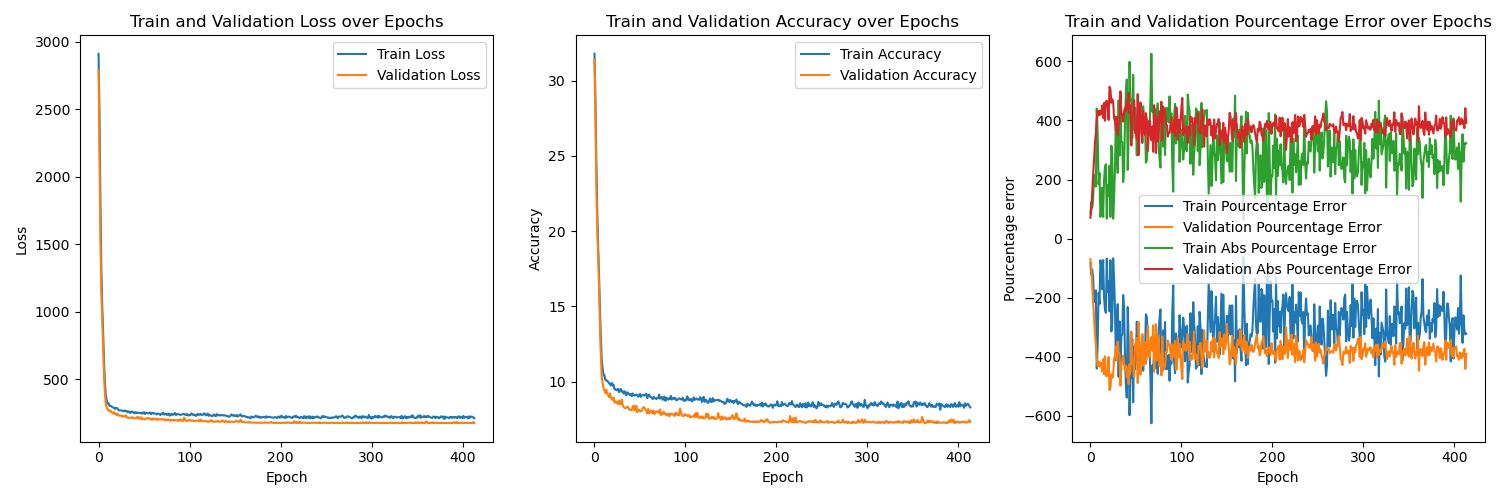 Train and Validation Loss over Epochs
Loss
3000
2500
2000
1500
1000
500
0
100
200
300
400
Epoch
Train Loss
Validation Loss
Train and Validation Accuracy over Epochs
Accuracy
30
25
20
15
10
0
100
200
300
400
Epoch
Train Accuracy
Validation Accuracy
Train and Validation Pourcentage Error over Epochs
Pourcentage error
600
400
200
0
−200
−400
−600
0
100
200
300
400
Epoch
Train Pourcentage Error
Validation Pourcentage Error
Train Abs Pourcentage Error
Validation Abs Pourcentage Error